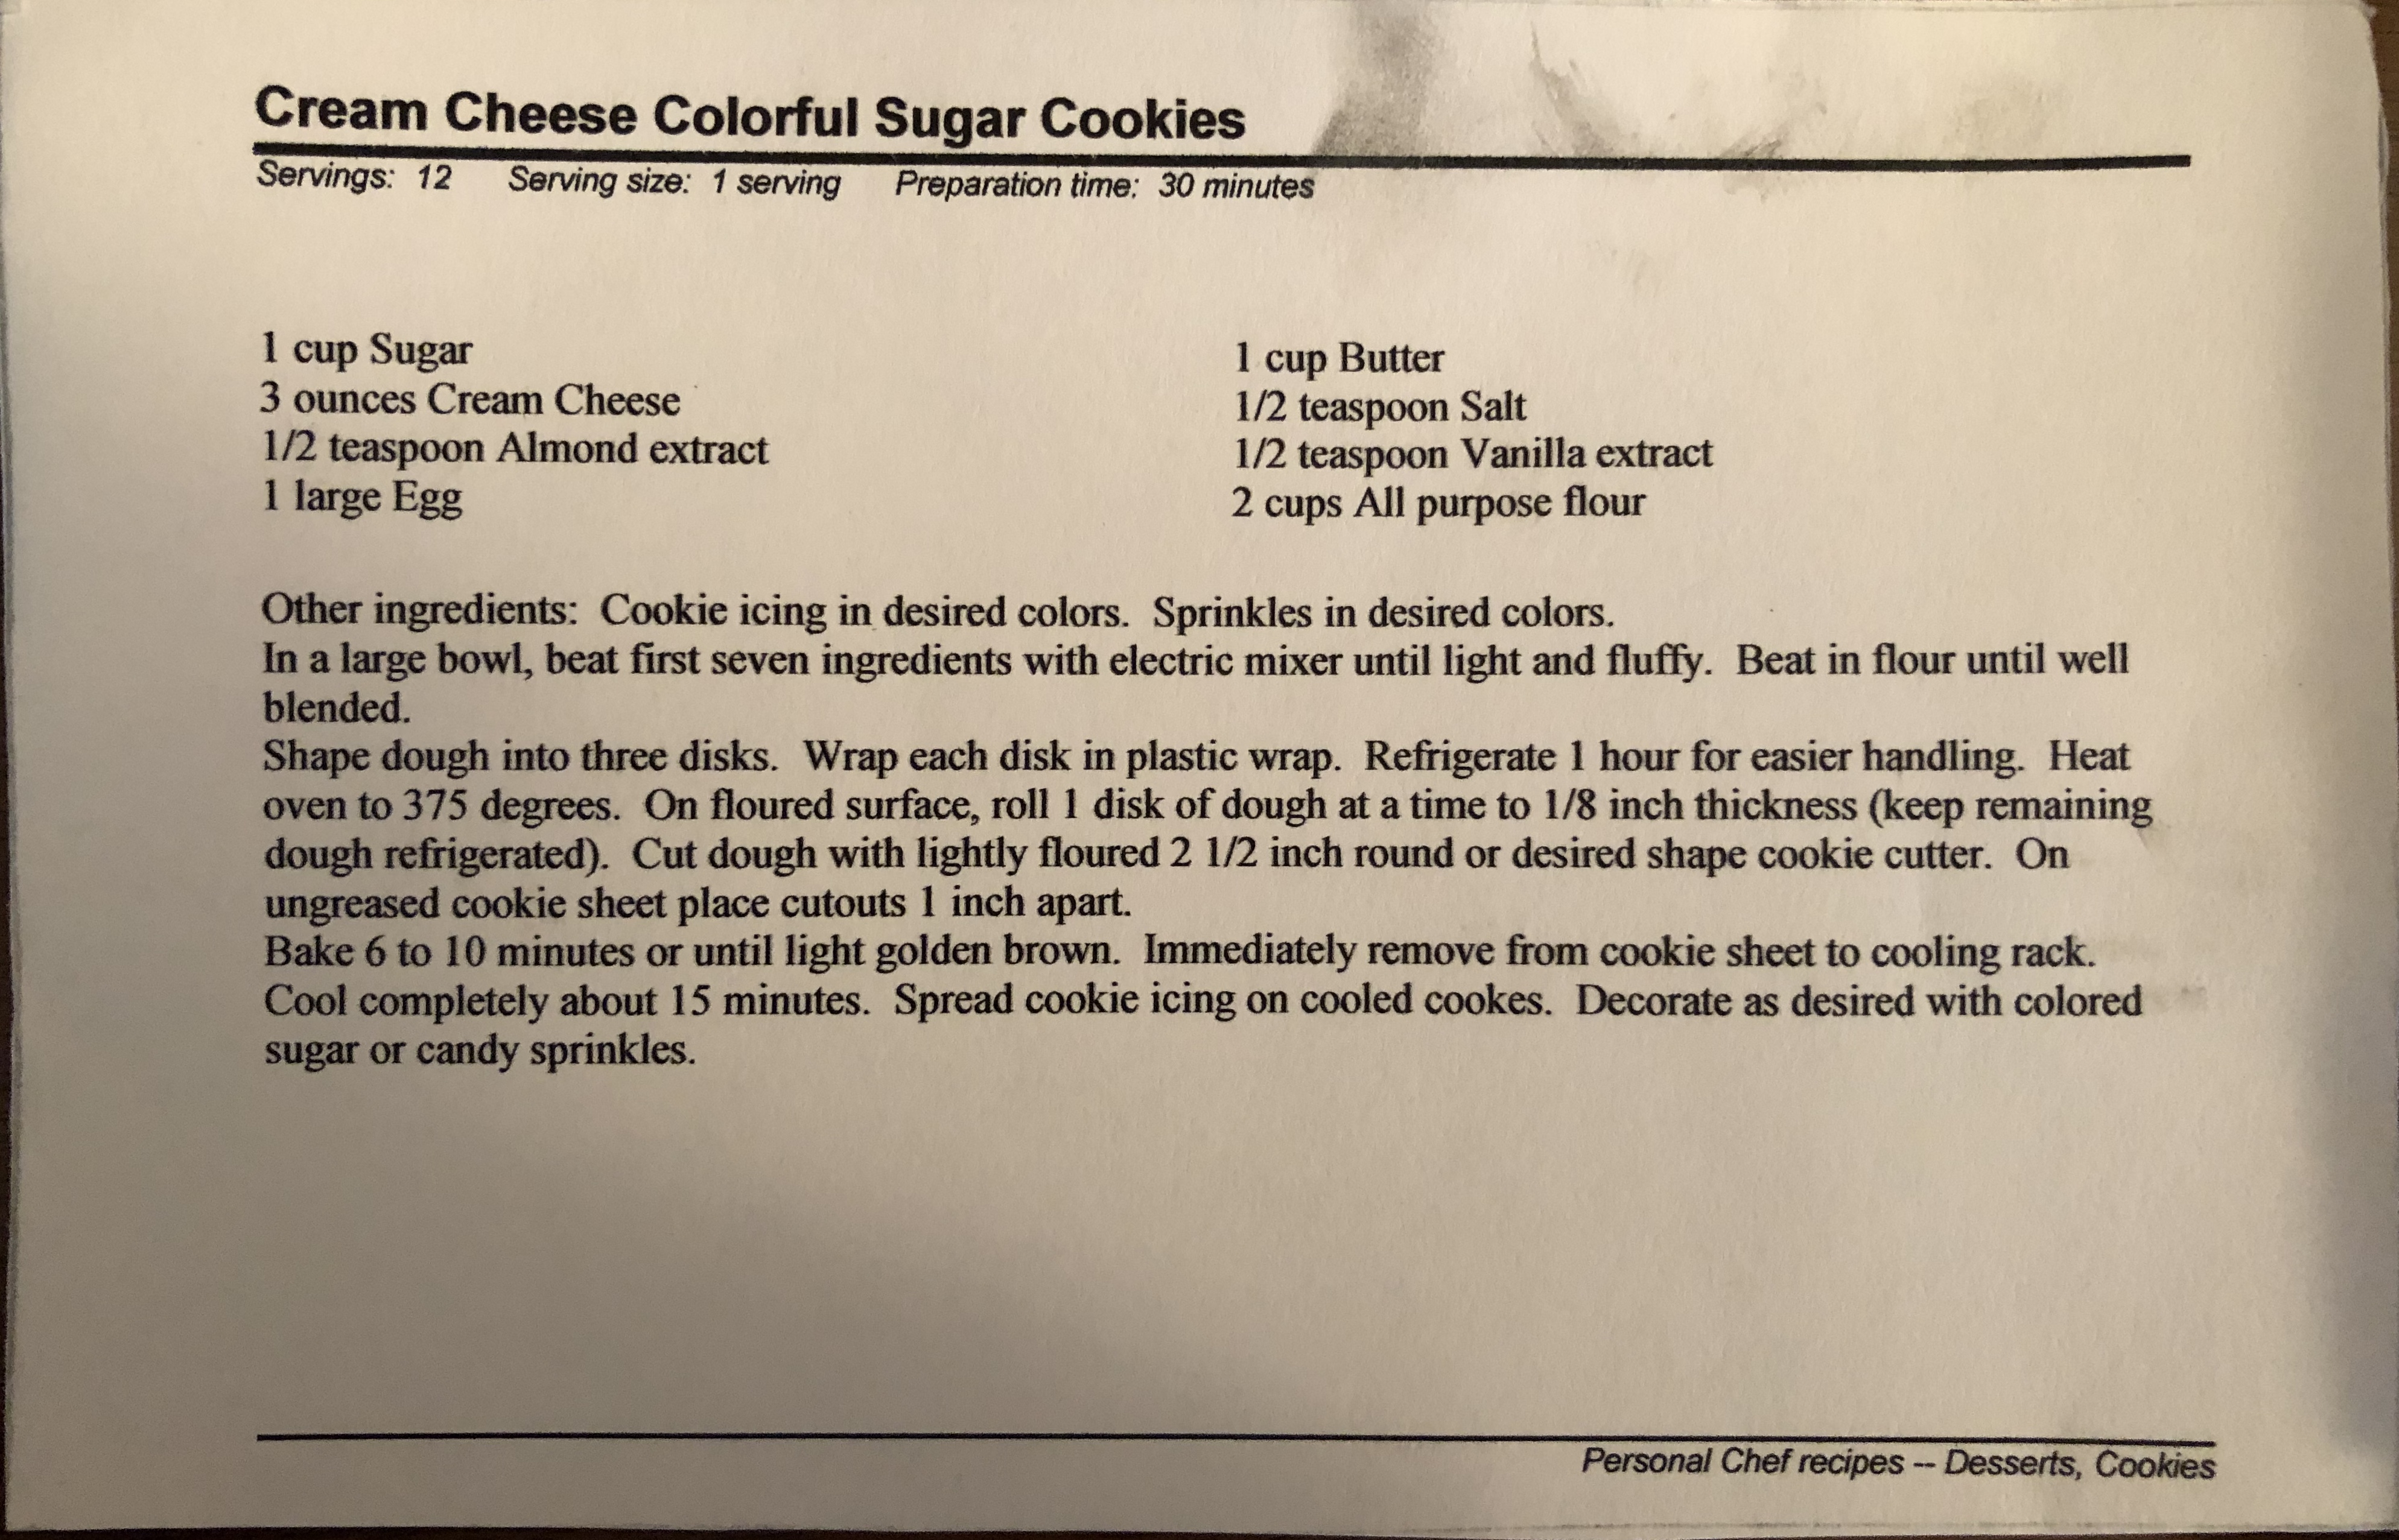 Cream Cheese Colorful Sugar Cookies
Servings: 12 Serving size: 1 serving Preparation time: 30 minutes
1 cup Sugar
3 ounces Cream Cheese
1/2 teaspoon Almond extract
1 large Egg
1 cup Butter
1/2 teaspoon Salt
1/2 teaspoon Vanilla extract
2 cups All purpose flour
Other ingredients: Cookie icing in desired colors. Sprinkles in desired colors.
In a large bowl, beat first seven ingredients with electric mixer until light and fluffy. Beat in flour until well
blended.
Shape dough into three disks. Wrap each disk in plastic wrap. Refrigerate 1 hour for easier handling. Heat
oven to 375 degrees. On floured surface, roll 1 disk of dough at a time to 1/8 inch thickness (keep remaining
dough refrigerated). Cut dough with lightly floured 2 1/2 inch round or desired shape cookie cutter. On
ungreased cookie sheet place cutouts 1 inch apart.
Bake 6 to 10 minutes or until light golden brown. Immediately remove from cookie sheet to cooling rack.
Cool completely about 15 minutes. Spread cookie icing on cooled cookes. Decorate as desired with colored
sugar or candy sprinkles.
Personal Chef recipes -- Desserts, Cookies